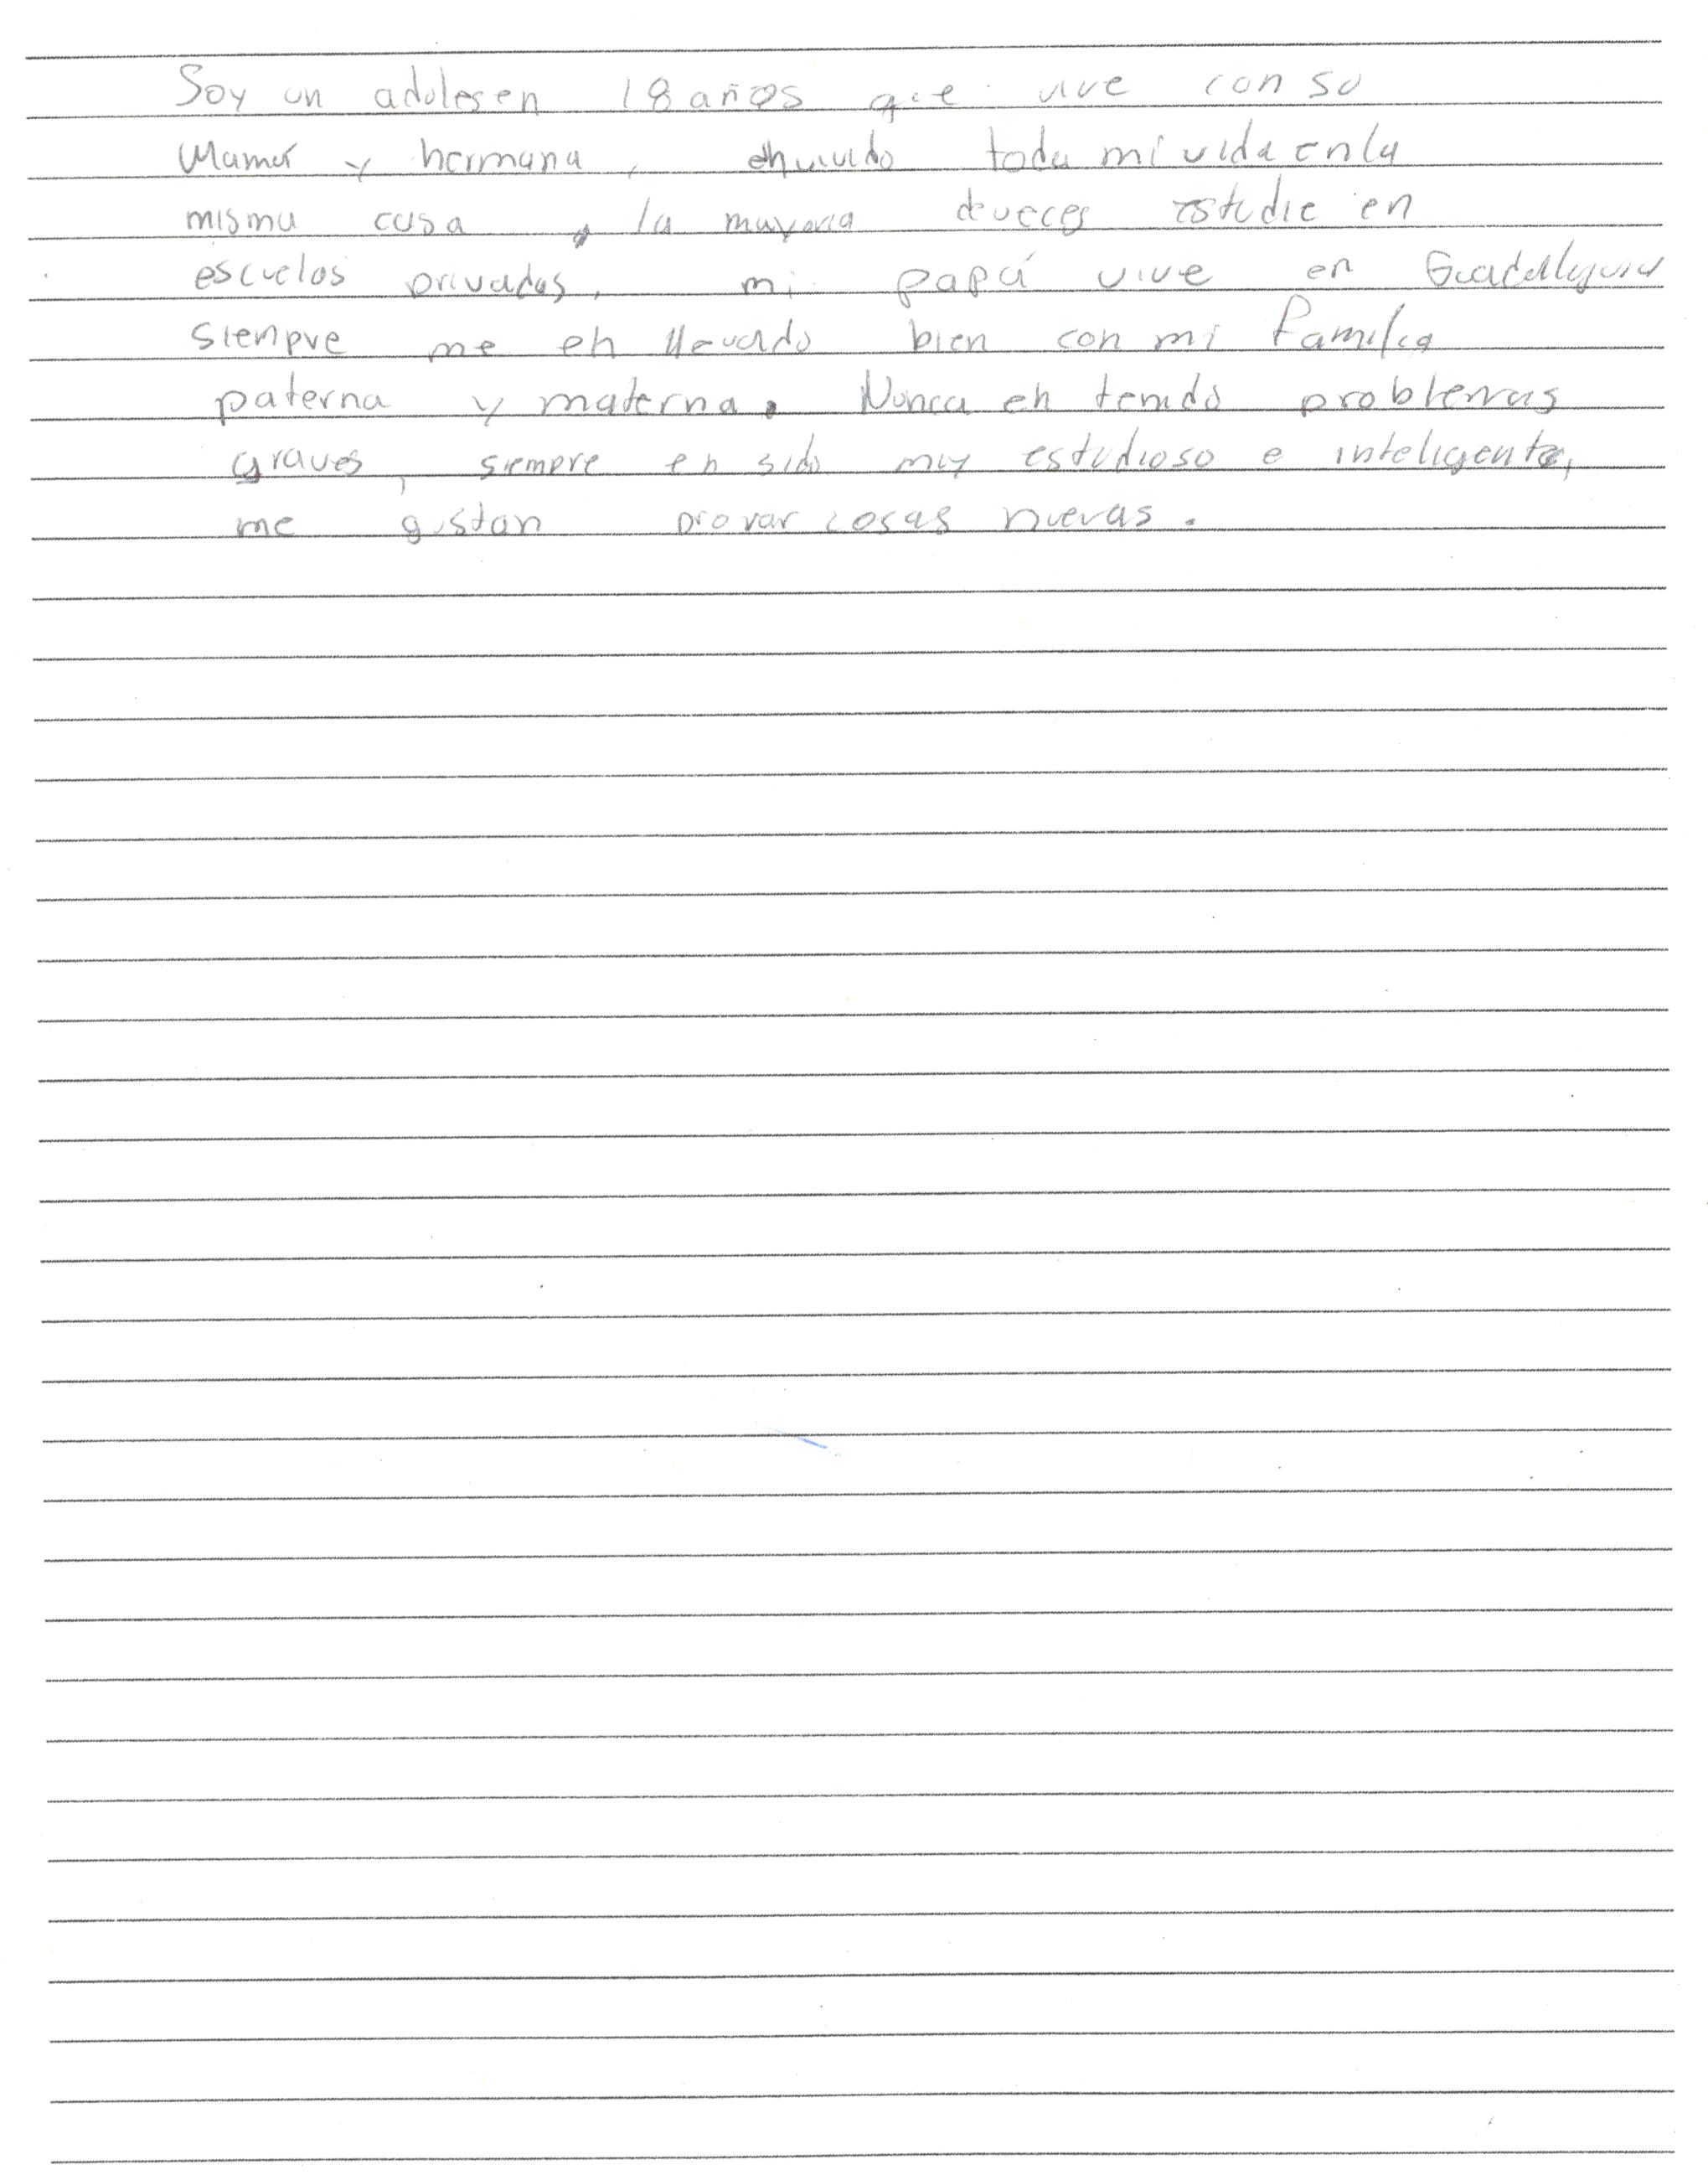 Soy un adolesen 18 años que vive con su
Mamá y hermana, eh vivido toda mi vida en la
misma casa, la mayoria de veces estudie en
escuelas privadas, mi papá vive en Guadalajara
siempre me eh llevado bien con mi familia
paterna y materna. Nunca eh tenido problemas
graves, siempre eh sido muy estudioso e inteligente,
me gustan provar cosas nuevas.